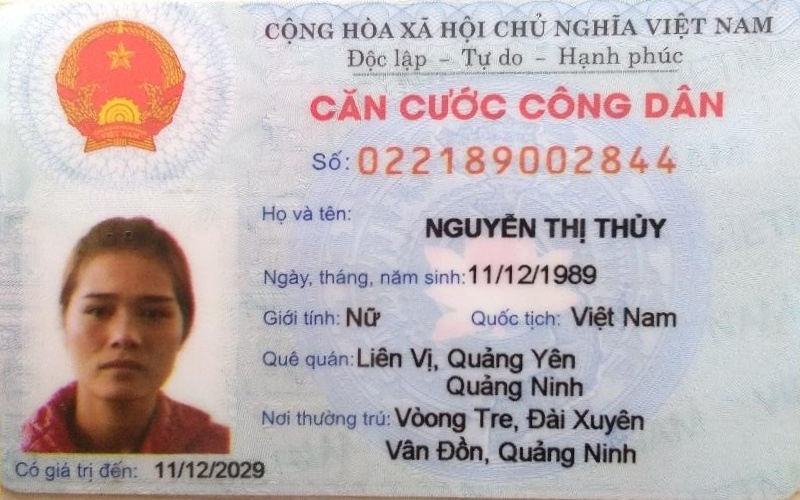 CỘNG HÒA XÃ HỘI CHỦ NGHĨA VIỆT NAM
Độc lập – Tự do – Hạnh phúc
CĂN CƯỚC CÔNG DÂN
Số: 022189002844
Họ và tên: NGUYỄN THỊ THỦY
Ngày, tháng, năm sinh: 11/12/1989
Giới tính: Nữ Quốc tịch: Việt Nam
Quê quán: Liên Vị, Quảng Yên
Quảng Ninh
Nơi thường trú: Vòong Tre, Đài Xuyên
Vân Đồn, Quảng Ninh
Có giá trị đến: 11/12/2029